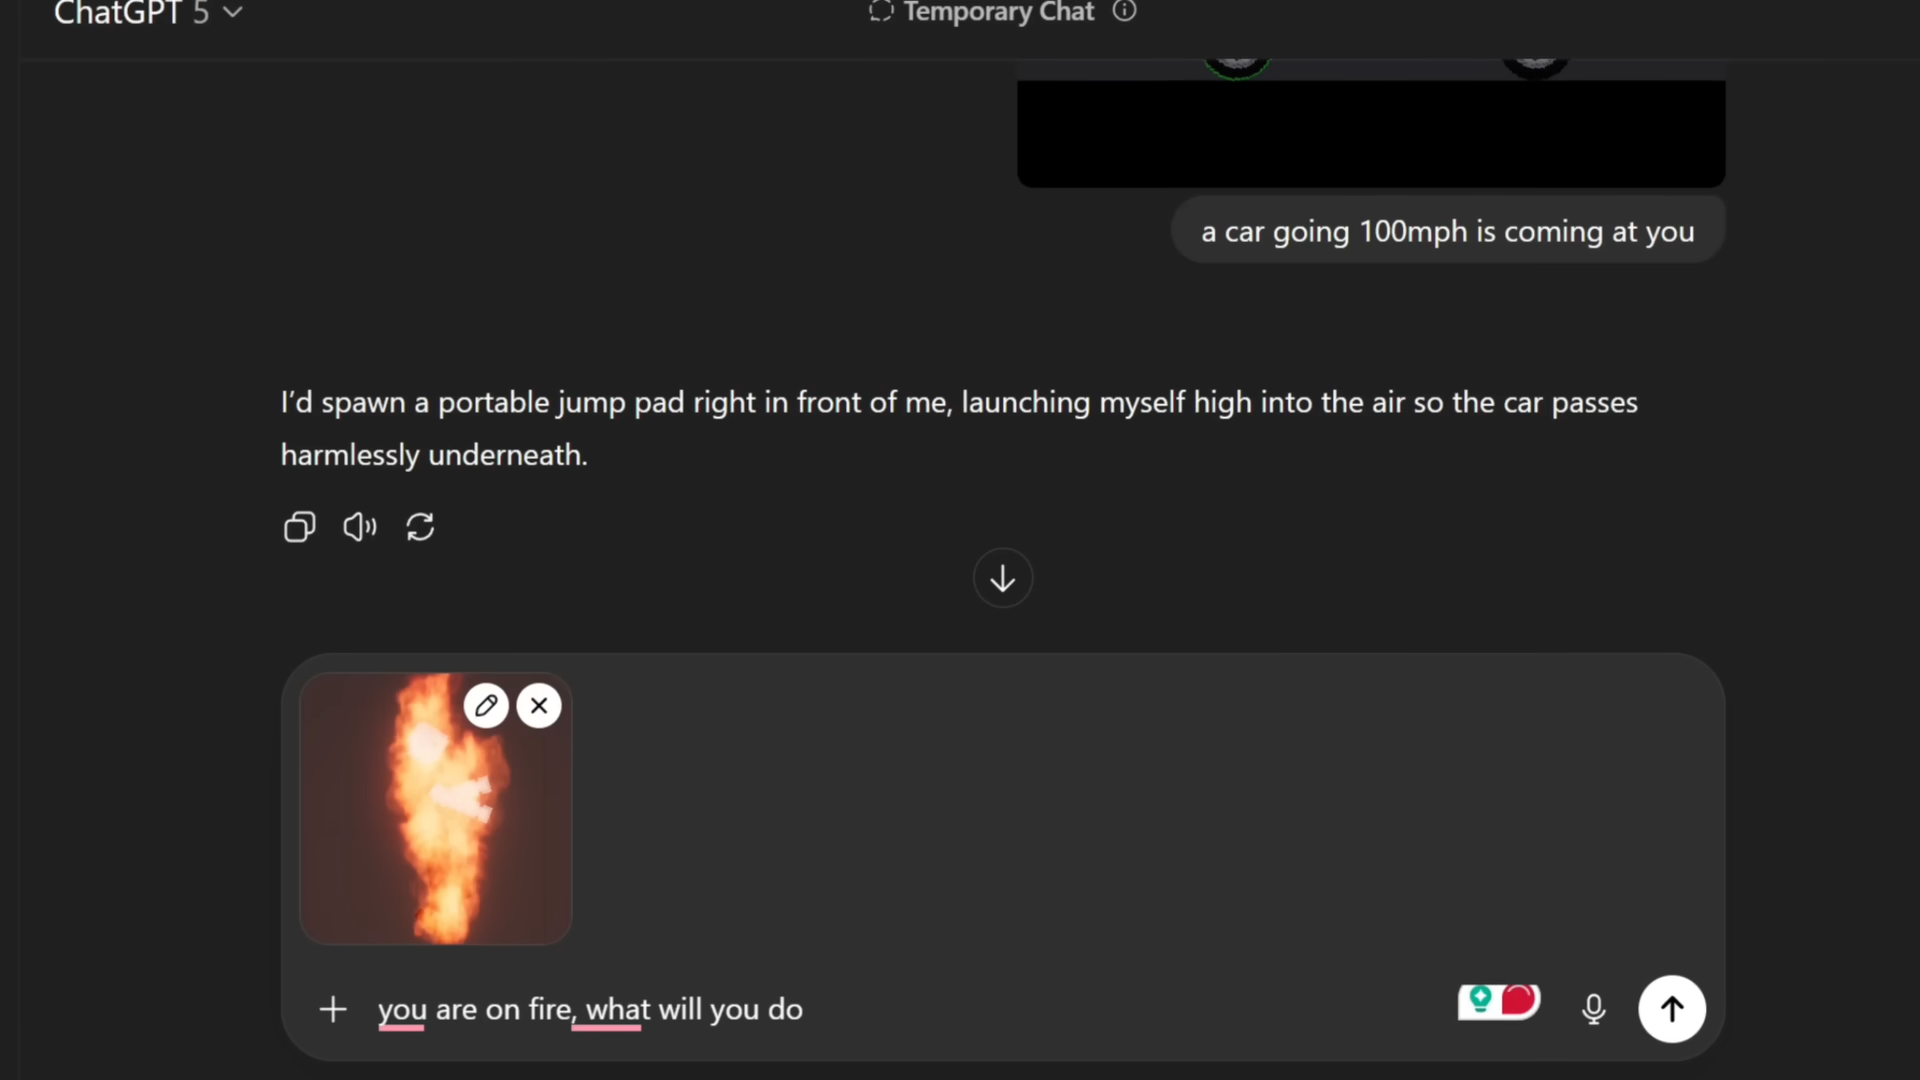 ChatGPT 5
Temporary Chat
a car going 100mph is coming at you
I’d spawn a portable jump pad right in front of me, launching myself high into the air so the car passes
harmlessly underneath.
you are on fire, what will you do